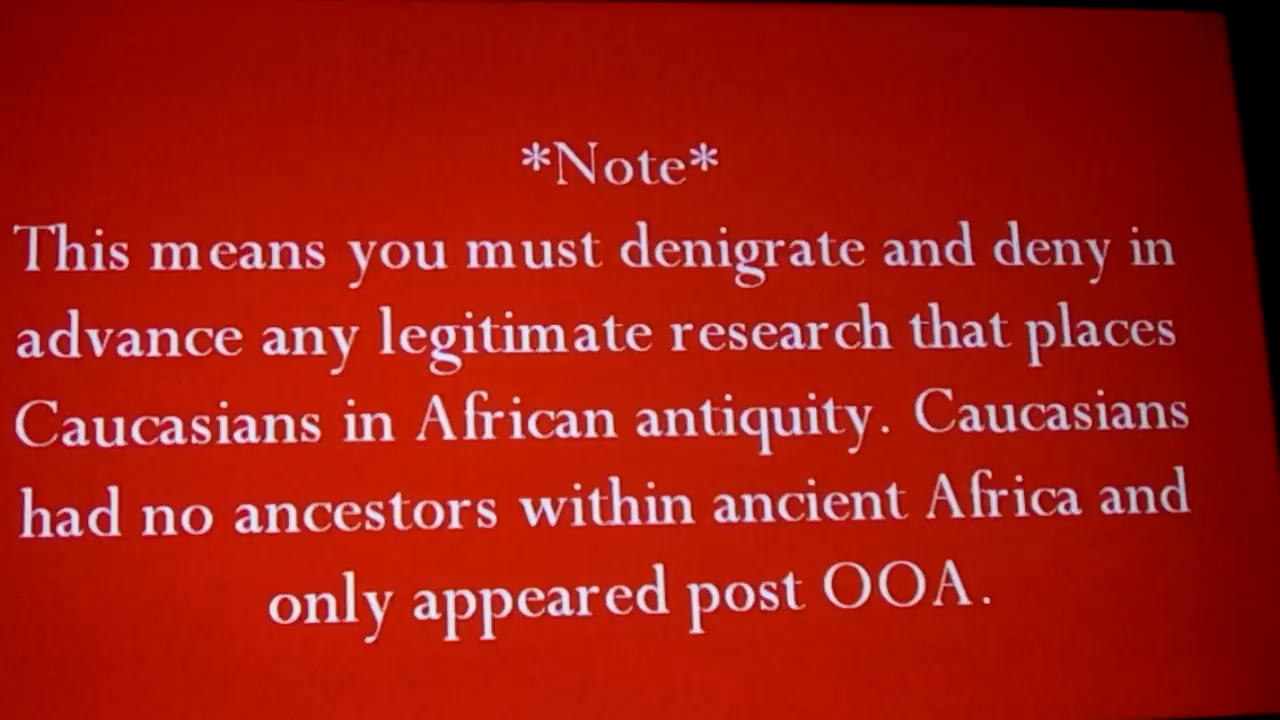 *Note*
This means you must denigrate and deny in
advance any legitimate research that places
Caucasians in African antiquity. Caucasians
had no ancestors within ancient Africa and
only appeared post OOA.